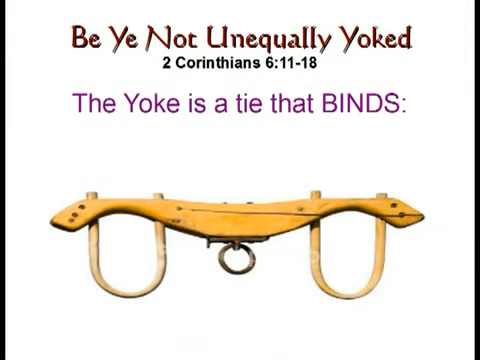 Be Ye Not Unequally Yoked
2 Corinthians 6:11-18
The Yoke is a tie that BINDS: